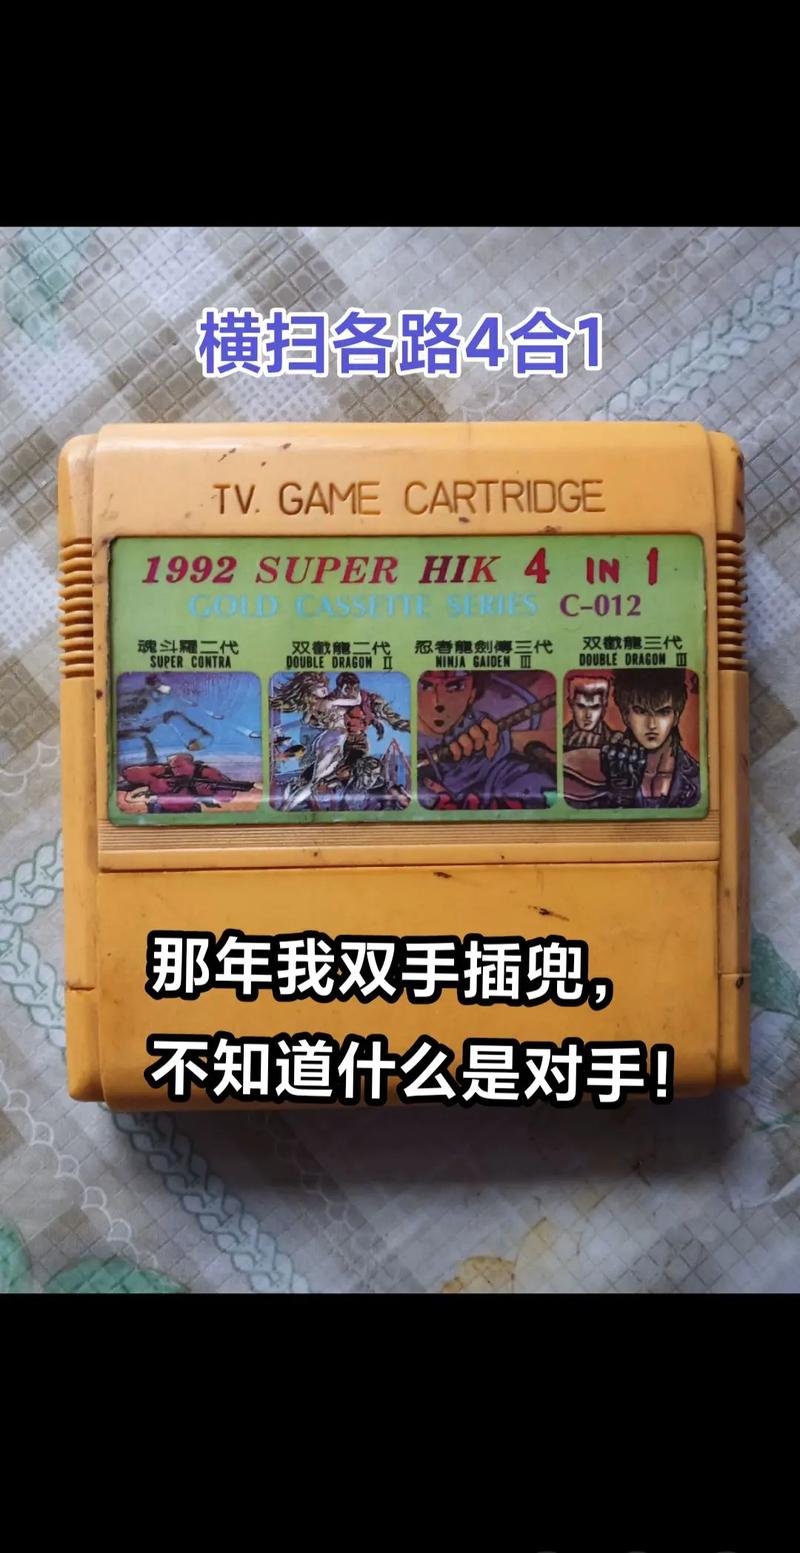 横扫各路4合1
TV. GAME CARTRIDGE
1992 SUPER HIK 4 IN 1
GOLD CASSETTE SERIES C-012
魂斗羅二代 双截龍二代 忍者龍劍傳三代 双截龍三代
SUPER CONTRA DOUBLE DRAGON II NINJA GAIDEN III DOUBLE DRAGON III
那年我双手插兜,
不知道什么是对手!